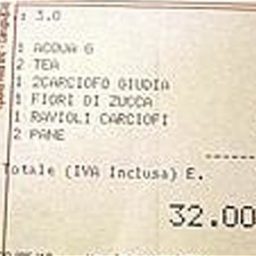 : 3.0
1 ACQUA G
2 TEA
1 2CARCIOFO GIUDIA
1 FIORI DI ZUCCA
1 RAVIOLI CARCIOFI
2 PANE
------
Totale (IVA Inclusa) E.
32.00